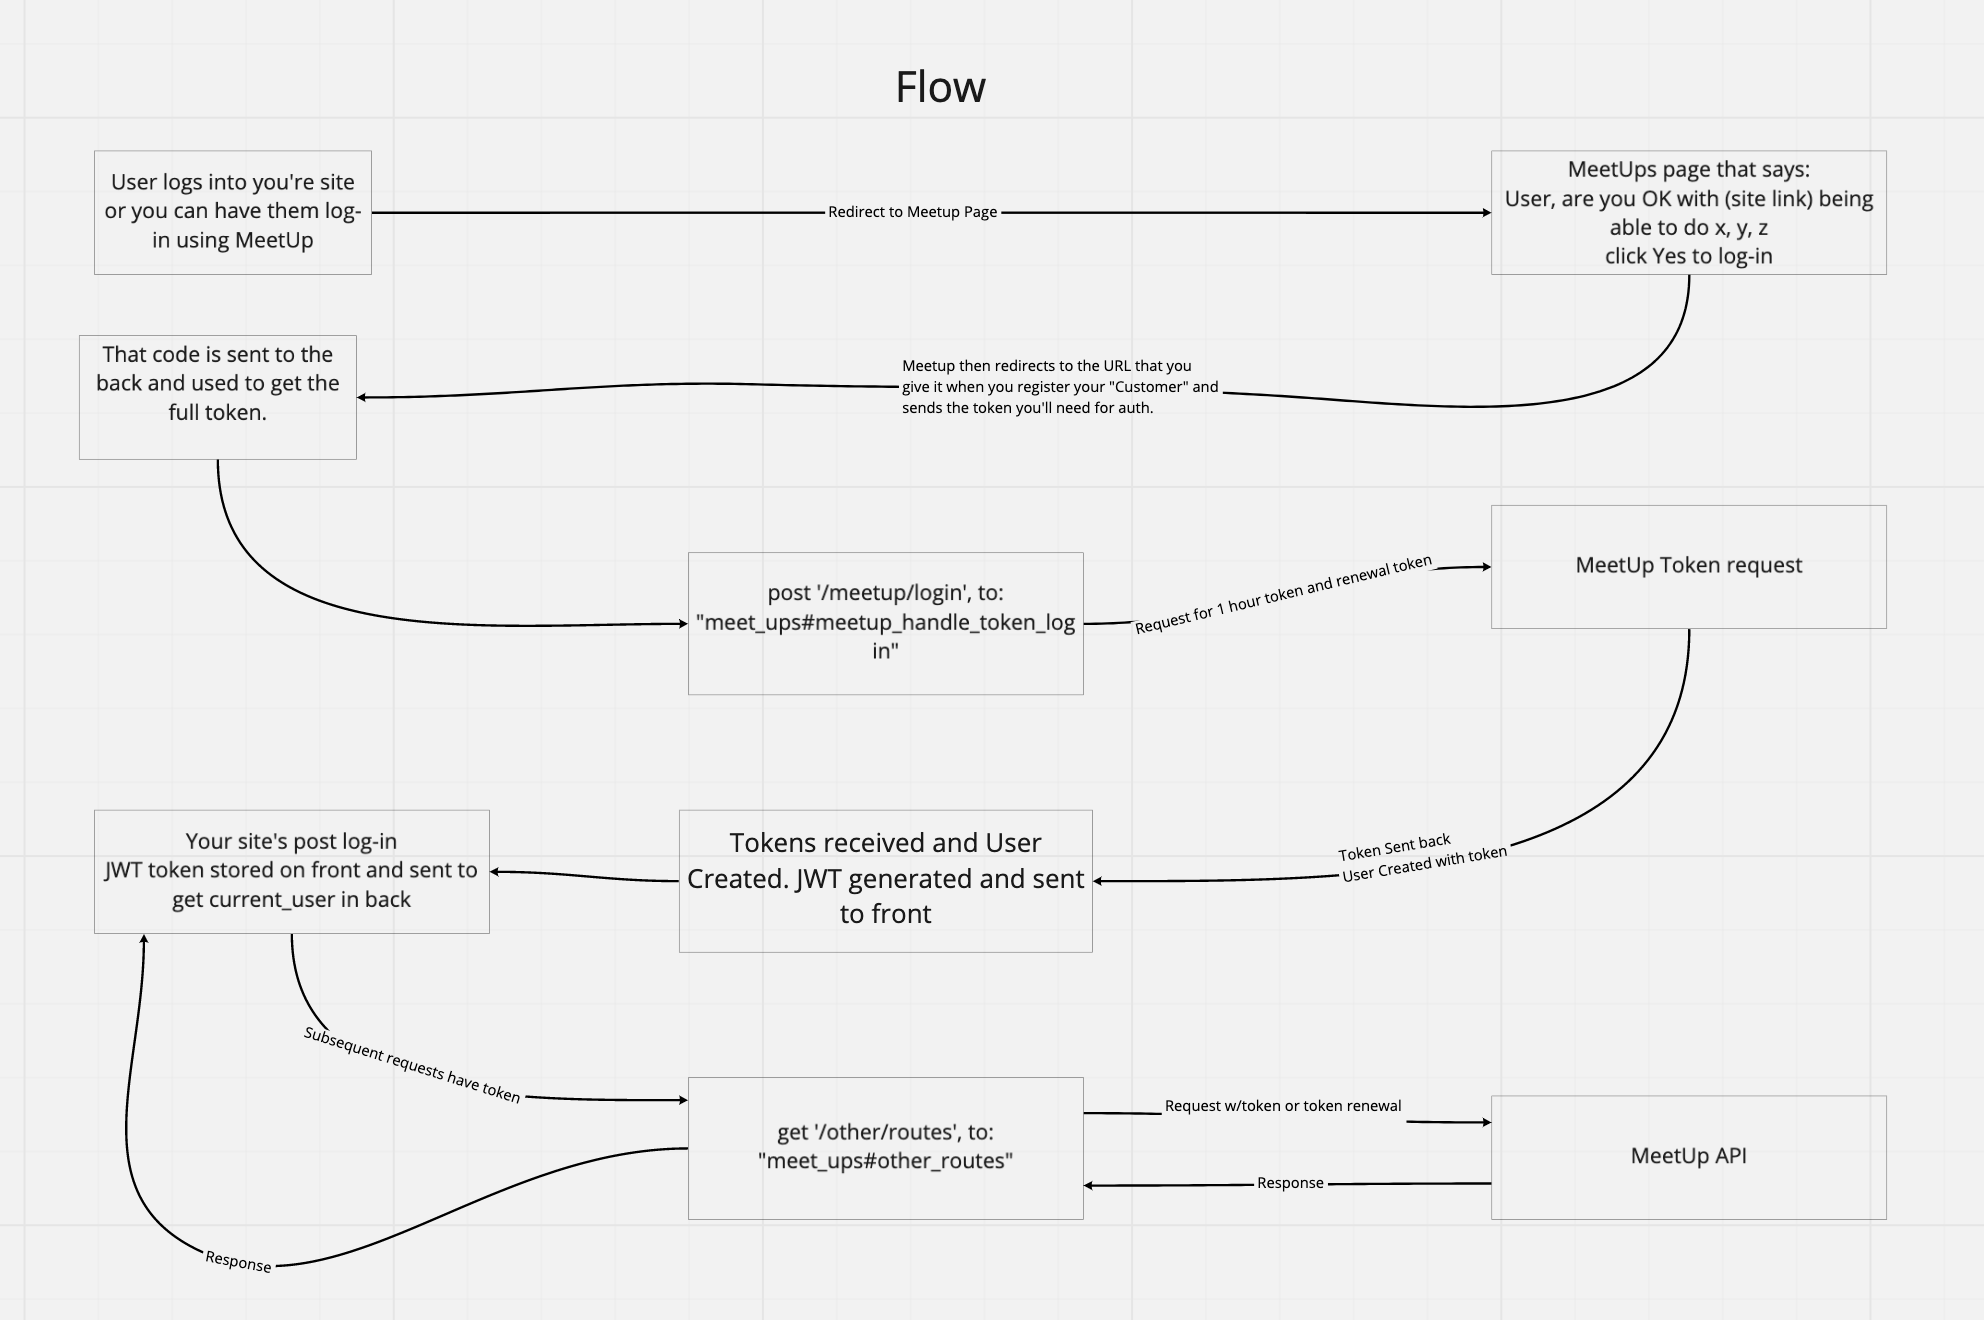 Flow
User logs into you're site
or you can have them log-
in using MeetUp
Redirect to Meetup Page
MeetUps page that says:
User, are you OK with (site link) being
able to do x, y, z
click Yes to log-in
That code is sent to the
back and used to get the
full token.
Meetup then redirects to the URL that you
give it when you register your "Customer" and
sends the token you'll need for auth.
post '/meetup/login', to:
"meet_ups#meetup_handle_token_log
in"
Request for 1 hour token and renewal token
MeetUp Token request
Your site's post log-in
JWT token stored on front and sent to
get current_user in back
Tokens received and User
Created. JWT generated and sent
to front
Token Sent back
User Created with token
Subsequent requests have token
get '/other/routes', to:
"meet_ups#other_routes"
Request w/token or token renewal
MeetUp API
Response
Response